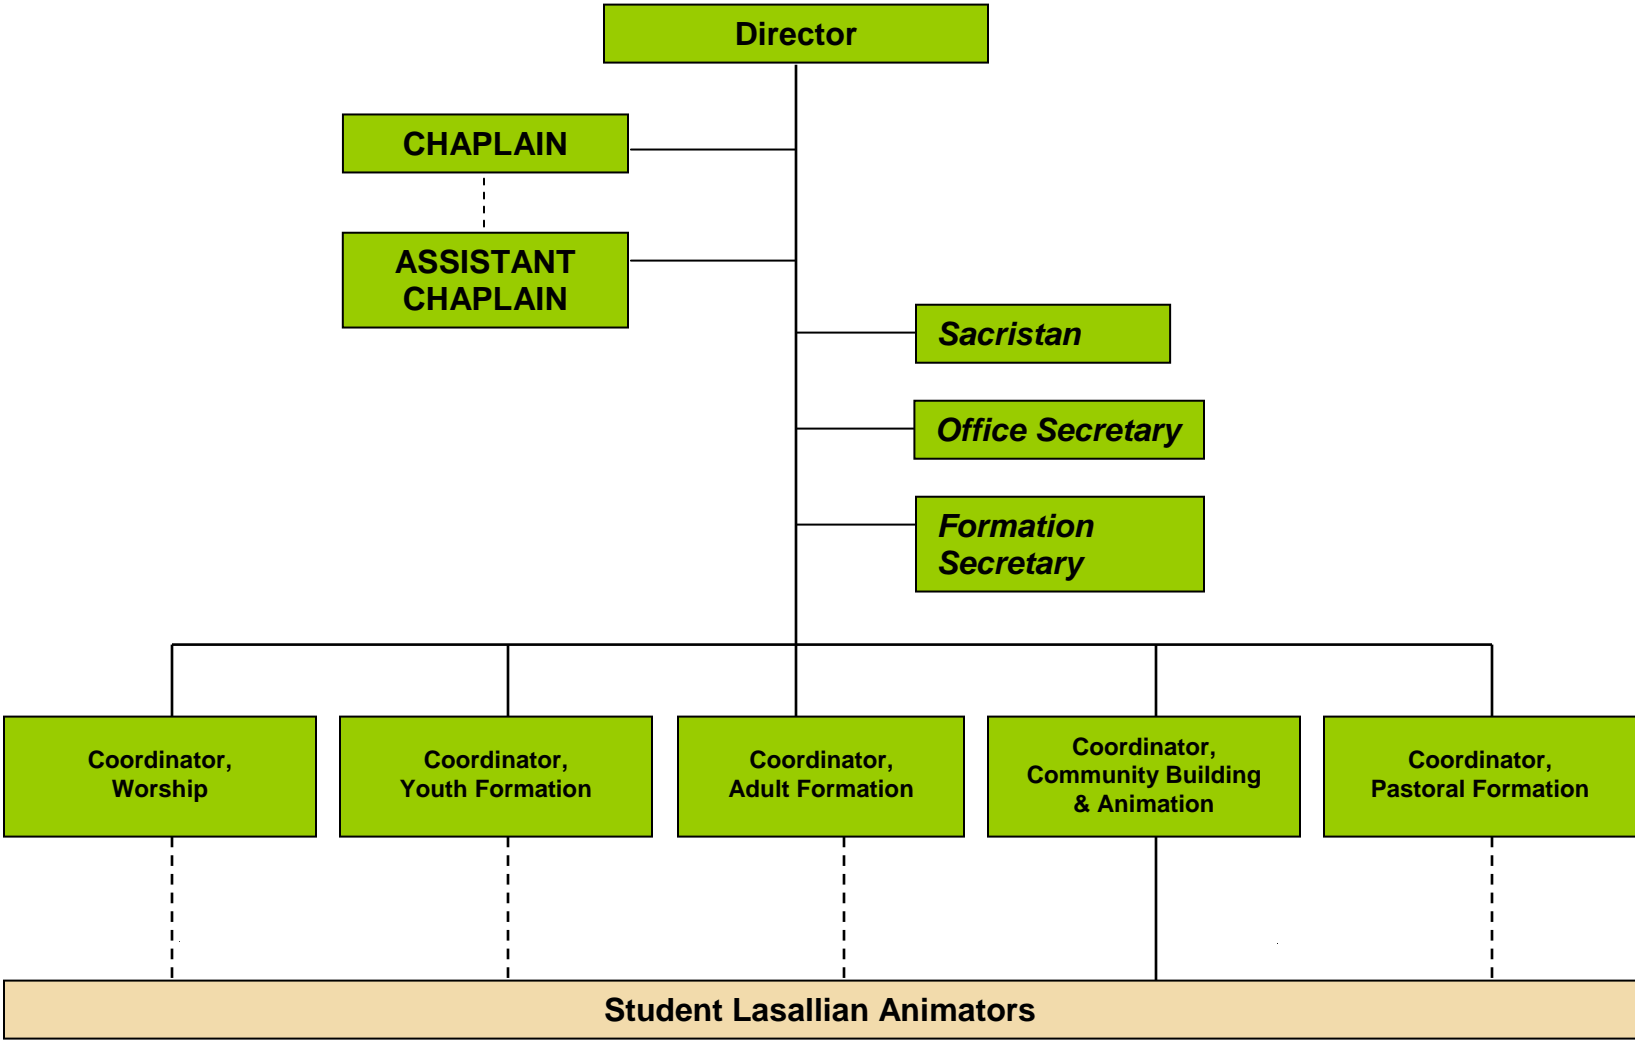 Director
CHAPLAIN
ASSISTANT
CHAPLAIN
Sacristan
Office Secretary
Formation
Secretary
Coordinator,
Worship
Coordinator,
Youth Formation
Coordinator,
Adult Formation
Coordinator,
Community Building
& Animation
Coordinator,
Pastoral Formation
Student Lasallian Animators